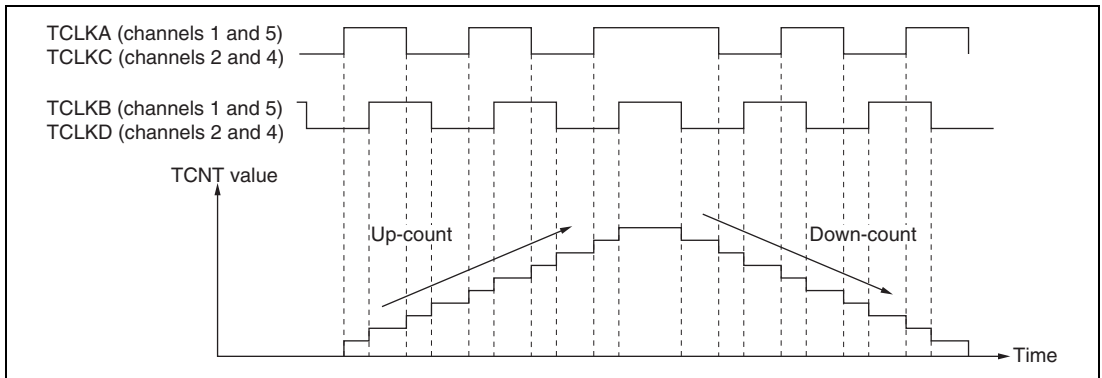 TCLKA (channels 1 and 5)
TCLKC (channels 2 and 4)
TCLKB (channels 1 and 5)
TCLKD (channels 2 and 4)
TCNT value
Up-count
Down-count
Time